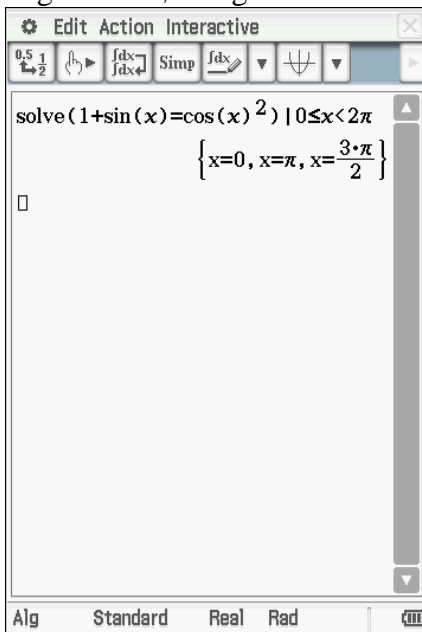 Edit Action Interactive
0.5 1/2 ∫dx ∫dx Simp ∫dx
solve(1+sin(x)=cos(x)²)|0≤x<2π
{x=0, x=π, x=3·π/2}
Alg Standard Real Rad